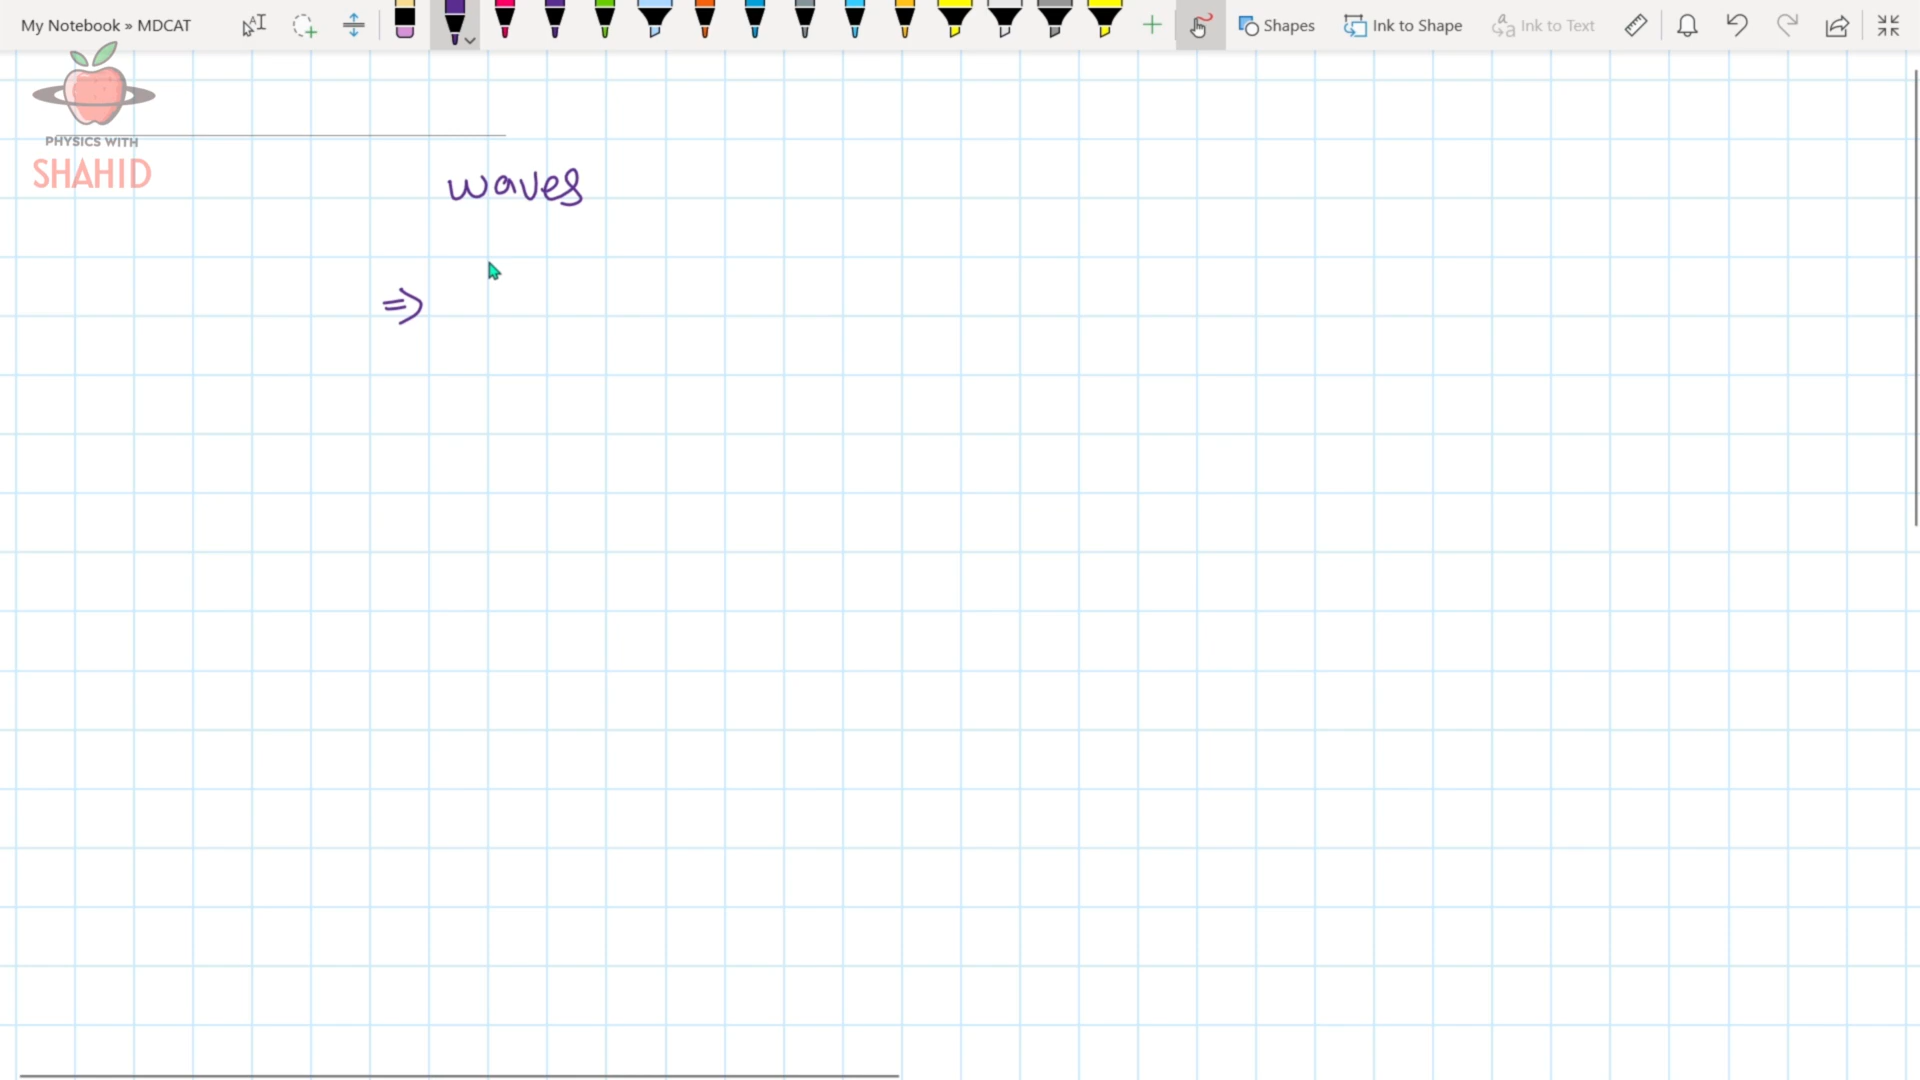 My Notebook » MDCAT
Shapes
Ink to Shape
Ink to Text
PHYSICS WITH
SHAHID
waves
⇒